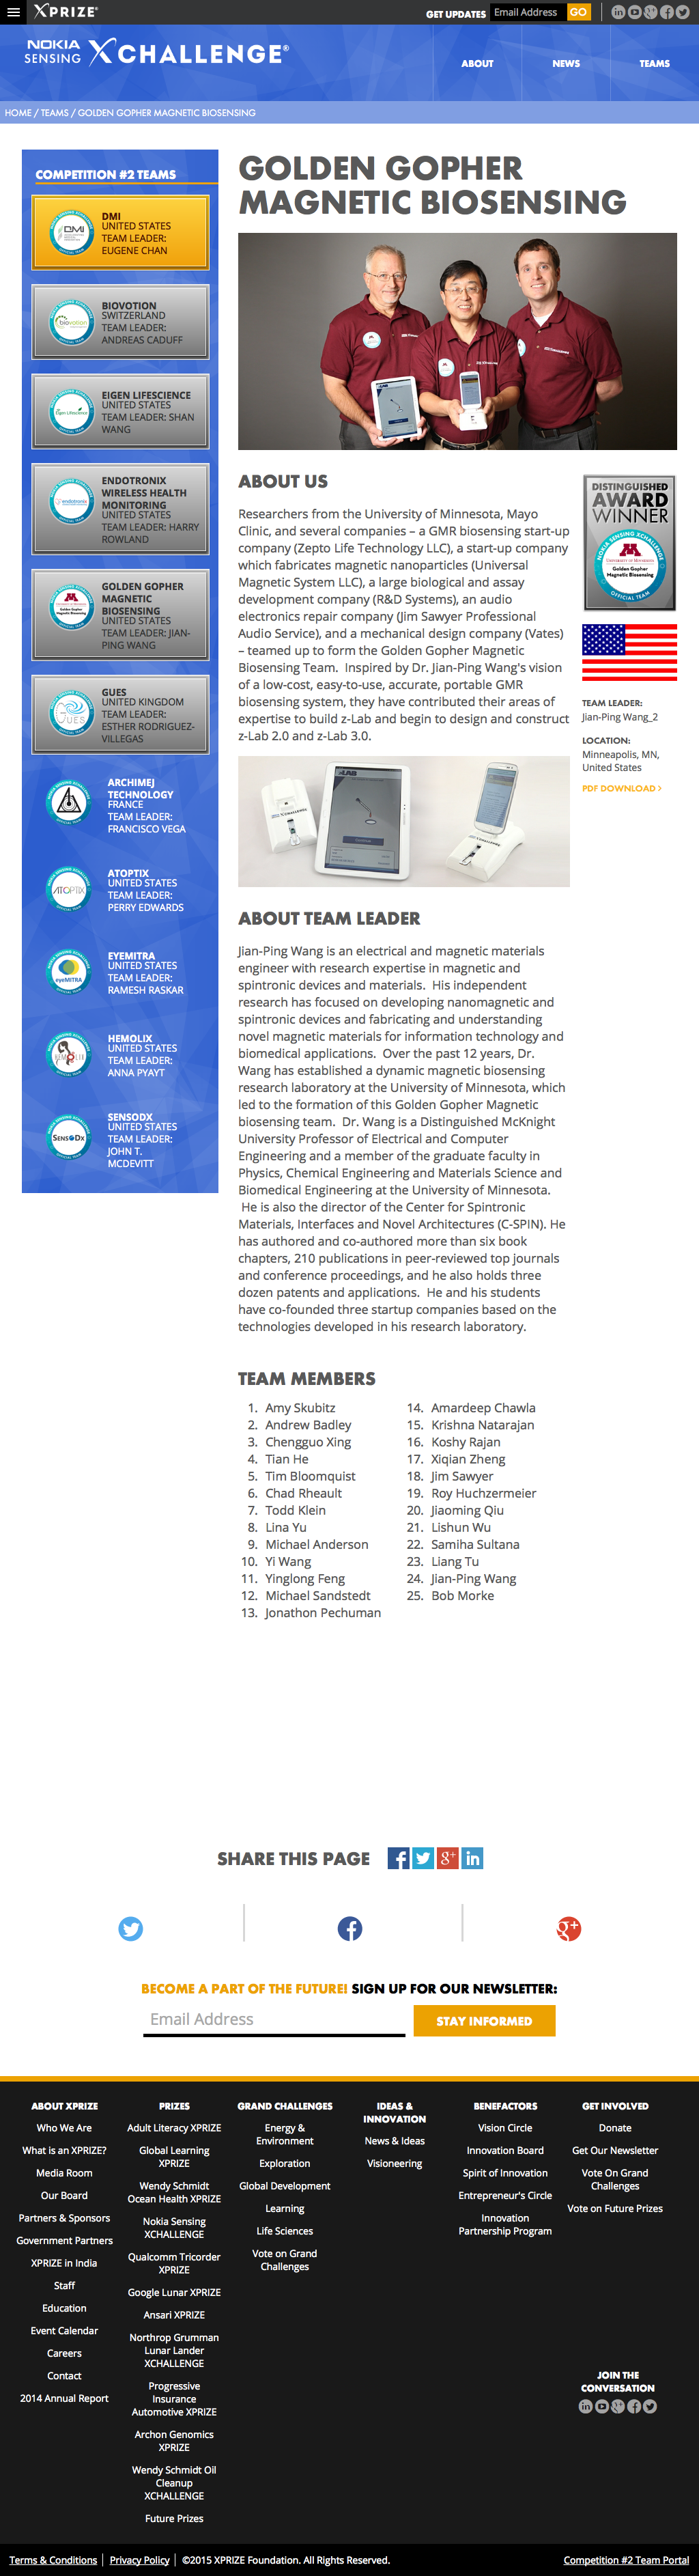 XPRIZE®
GET UPDATES Email Address GO
NOKIA
SENSING XCHALLENGE®
ABOUT NEWS TEAMS
HOME / TEAMS / GOLDEN GOPHER MAGNETIC BIOSENSING
COMPETITION #2 TEAMS
DMI
UNITED STATES
TEAM LEADER:
EUGENE CHAN
BIOVOTION
SWITZERLAND
TEAM LEADER:
ANDREAS CADUFF
EIGEN LIFESCIENCE
UNITED STATES
TEAM LEADER: SHAN
WANG
ENDOTRONIX
WIRELESS HEALTH
MONITORING
UNITED STATES
TEAM LEADER: HARRY
ROWLAND
GOLDEN GOPHER
MAGNETIC
BIOSENSING
UNITED STATES
TEAM LEADER: JIAN-
PING WANG
GUES
UNITED KINGDOM
TEAM LEADER:
ESTHER RODRIGUEZ-
VILLEGAS
ARCHIMEJ
TECHNOLOGY
FRANCE
TEAM LEADER:
FRANCISCO VEGA
ATOPTIX
UNITED STATES
TEAM LEADER:
PERRY EDWARDS
EYEMITRA
UNITED STATES
TEAM LEADER:
RAMESH RASKAR
HEMOLIX
UNITED STATES
TEAM LEADER:
ANNA PYAYT
SENSODX
UNITED STATES
TEAM LEADER:
JOHN T.
MCDEVITT
GOLDEN GOPHER
MAGNETIC BIOSENSING
ABOUT US
Researchers from the University of Minnesota, Mayo
Clinic, and several companies – a GMR biosensing start-up
company (Zepto Life Technology LLC), a start-up company
which fabricates magnetic nanoparticles (Universal
Magnetic System LLC), a large biological and assay
development company (R&D Systems), an audio
electronics repair company (Jim Sawyer Professional
Audio Service), and a mechanical design company (Vates)
– teamed up to form the Golden Gopher Magnetic
Biosensing Team. Inspired by Dr. Jian-Ping Wang's vision
of a low-cost, easy-to-use, accurate, portable GMR
biosensing system, they have contributed their areas of
expertise to build z-Lab and begin to design and construct
z-Lab 2.0 and z-Lab 3.0.
DISTINGUISHED
AWARD
WINNER
NOKIA SENSING XCHALLENGE
UNIVERSITY OF MINNESOTA
Golden Gopher
Magnetic Biosensing
OFFICIAL TEAM
TEAM LEADER:
Jian-Ping Wang_2
LOCATION:
Minneapolis, MN,
United States
PDF DOWNLOAD >
ABOUT TEAM LEADER
Jian-Ping Wang is an electrical and magnetic materials
engineer with research expertise in magnetic and
spintronic devices and materials. His independent
research has focused on developing nanomagnetic and
spintronic devices and fabricating and understanding
novel magnetic materials for information technology and
biomedical applications. Over the past 12 years, Dr.
Wang has established a dynamic magnetic biosensing
research laboratory at the University of Minnesota, which
led to the formation of this Golden Gopher Magnetic
biosensing team. Dr. Wang is a Distinguished McKnight
University Professor of Electrical and Computer
Engineering and a member of the graduate faculty in
Physics, Chemical Engineering and Materials Science and
Biomedical Engineering at the University of Minnesota.
He is also the director of the Center for Spintronic
Materials, Interfaces and Novel Architectures (C-SPIN). He
has authored and co-authored more than six book
chapters, 210 publications in peer-reviewed top journals
and conference proceedings, and he also holds three
dozen patents and applications. He and his students
have co-founded three startup companies based on the
technologies developed in his research laboratory.
TEAM MEMBERS
1. Amy Skubitz
2. Andrew Badley
3. Chengguo Xing
4. Tian He
5. Tim Bloomquist
6. Chad Rheault
7. Todd Klein
8. Lina Yu
9. Michael Anderson
10. Yi Wang
11. Yinglong Feng
12. Michael Sandstedt
13. Jonathon Pechuman
14. Amardeep Chawla
15. Krishna Natarajan
16. Koshy Rajan
17. Xiqian Zheng
18. Jim Sawyer
19. Roy Huchzermeier
20. Jiaoming Qiu
21. Lishun Wu
22. Samiha Sultana
23. Liang Tu
24. Jian-Ping Wang
25. Bob Morke
SHARE THIS PAGE
BECOME A PART OF THE FUTURE! SIGN UP FOR OUR NEWSLETTER:
Email Address STAY INFORMED
ABOUT XPRIZE
Who We Are
What is an XPRIZE?
Media Room
Our Board
Partners & Sponsors
Government Partners
XPRIZE in India
Staff
Education
Event Calendar
Careers
Contact
2014 Annual Report
PRIZES
Adult Literacy XPRIZE
Global Learning
XPRIZE
Wendy Schmidt
Ocean Health XPRIZE
Nokia Sensing
XCHALLENGE
Qualcomm Tricorder
XPRIZE
Google Lunar XPRIZE
Ansari XPRIZE
Northrop Grumman
Lunar Lander
XCHALLENGE
Progressive
Insurance
Automotive XPRIZE
Archon Genomics
XPRIZE
Wendy Schmidt Oil
Cleanup
XCHALLENGE
Future Prizes
GRAND CHALLENGES
Energy &
Environment
Exploration
Global Development
Learning
Life Sciences
Vote on Grand
Challenges
IDEAS &
INNOVATION
News & Ideas
Visioneering
BENEFACTORS
Vision Circle
Innovation Board
Spirit of Innovation
Entrepreneur's Circle
Innovation
Partnership Program
GET INVOLVED
Donate
Get Our Newsletter
Vote On Grand
Challenges
Vote on Future Prizes
JOIN THE
CONVERSATION
Terms & Conditions | Privacy Policy | ©2015 XPRIZE Foundation. All Rights Reserved.
Competition #2 Team Portal